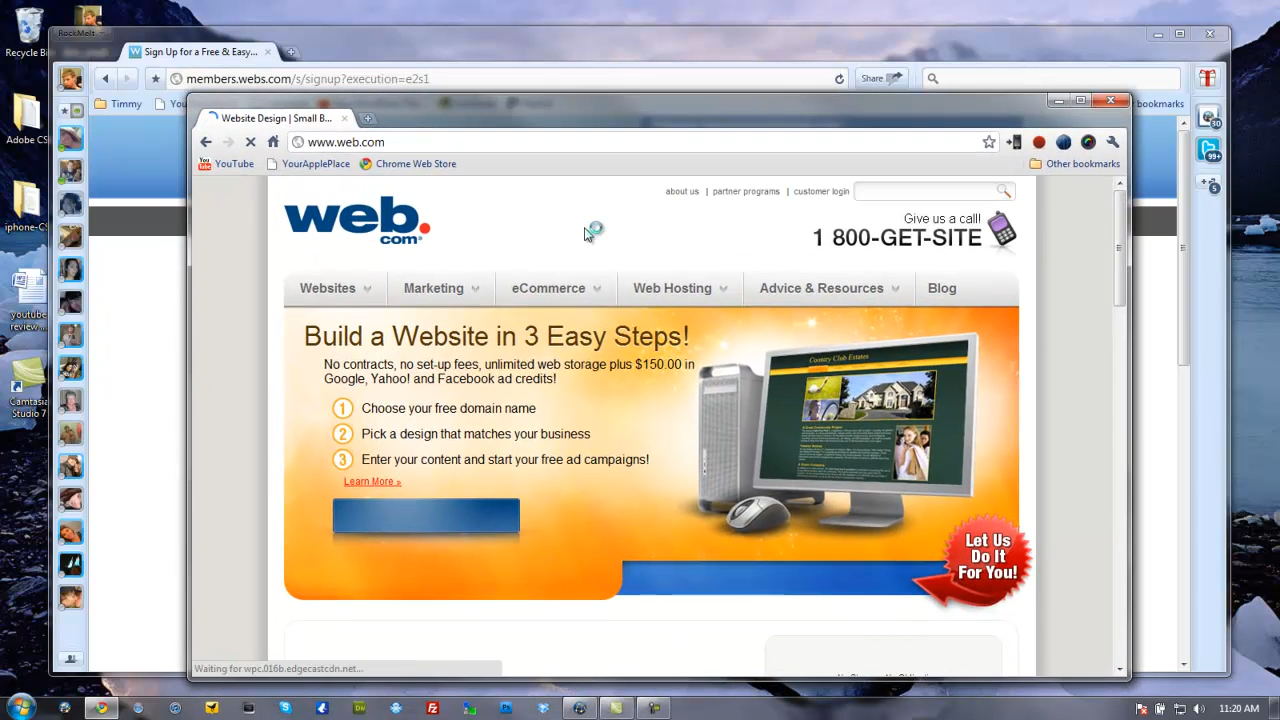 Recycle Bin
RockMelt
Sign Up for a Free & Easy...
members.webs.com/s/signup?execution=e2s1
Share
Timmy
You
bookmarks
30
99+
5
Adobe CS
iphone-CS
youtube
review...
Camtasia
Studio 7
Website Design | Small B...
www.web.com
YouTube
YourApplePlace
Chrome Web Store
Other bookmarks
about us | partner programs | customer login
web.
com
Give us a call!
1 800-GET-SITE
Websites
Marketing
eCommerce
Web Hosting
Advice & Resources
Blog
Build a Website in 3 Easy Steps!
No contracts, no set-up fees, unlimited web storage plus $150.00 in
Google, Yahoo! and Facebook ad credits!
1 Choose your free domain name
2 Pick a design that matches your business
3 Enter your content and start your online ad campaigns!
Learn More »
Country Club Estates
Let Us
Do It
For You!
Waiting for wpc.016b.edgecastcdn.net...
11:20 AM